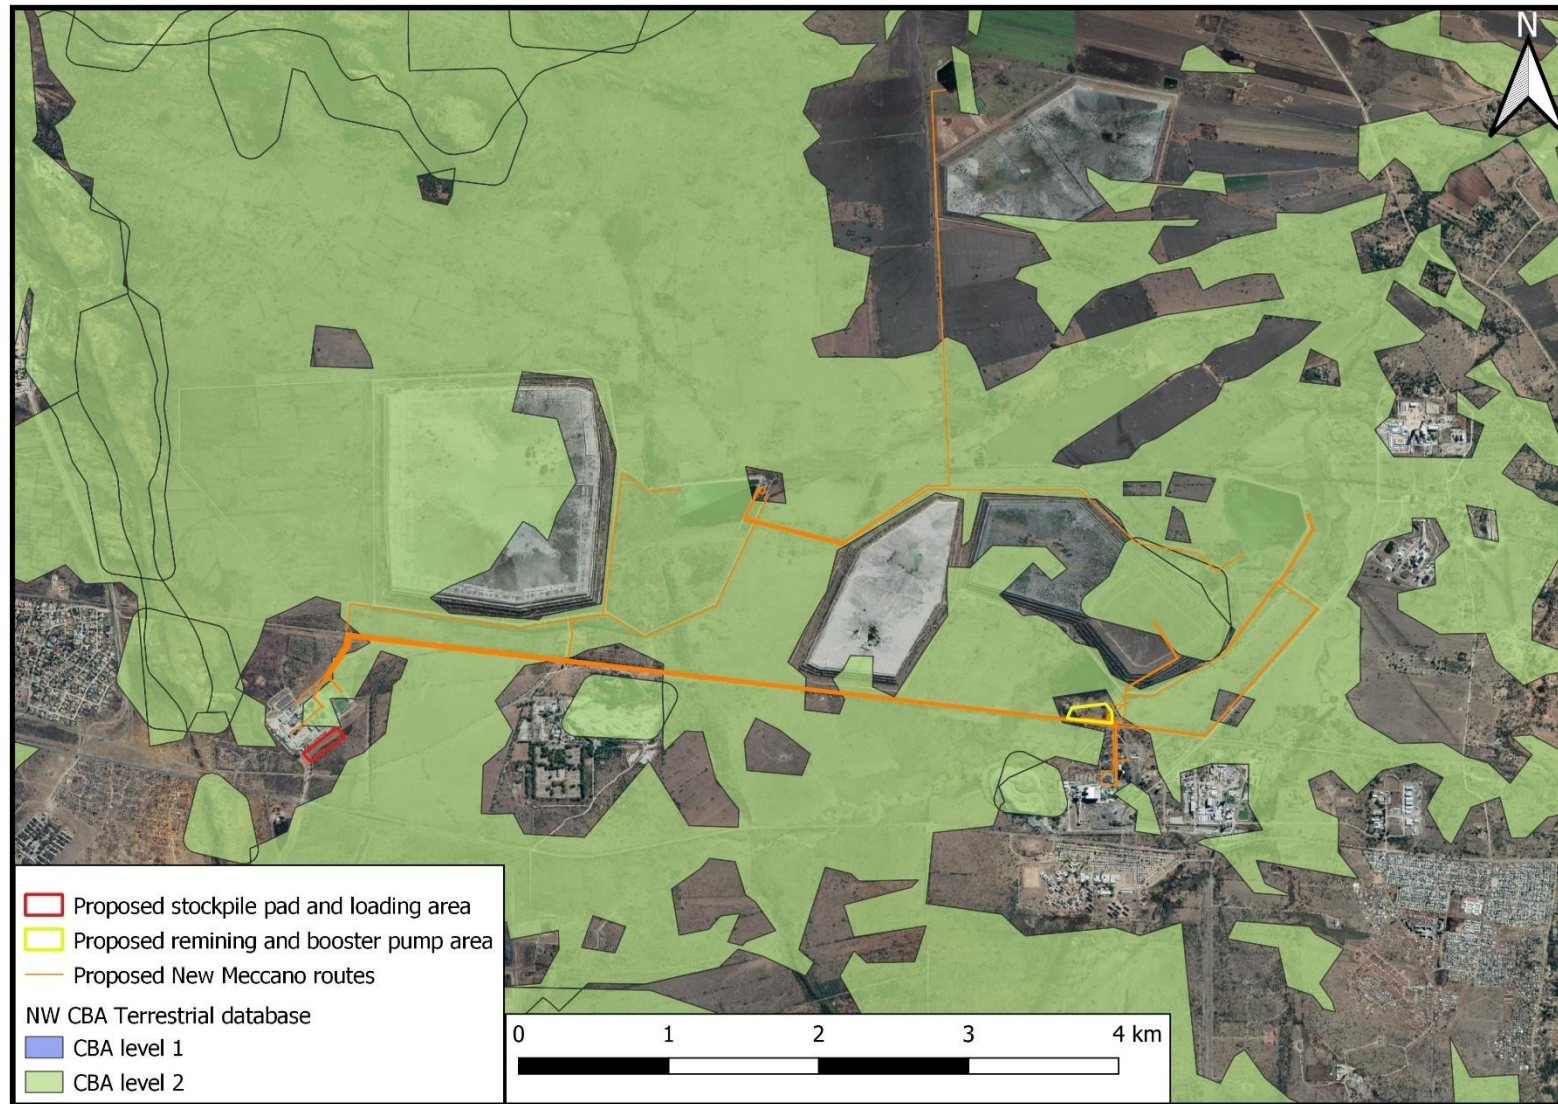 N
Proposed stockpile pad and loading area
Proposed remining and booster pump area
Proposed New Meccano routes
NW CBA Terrestrial database
CBA level 1
CBA level 2
0 1 2 3 4 km